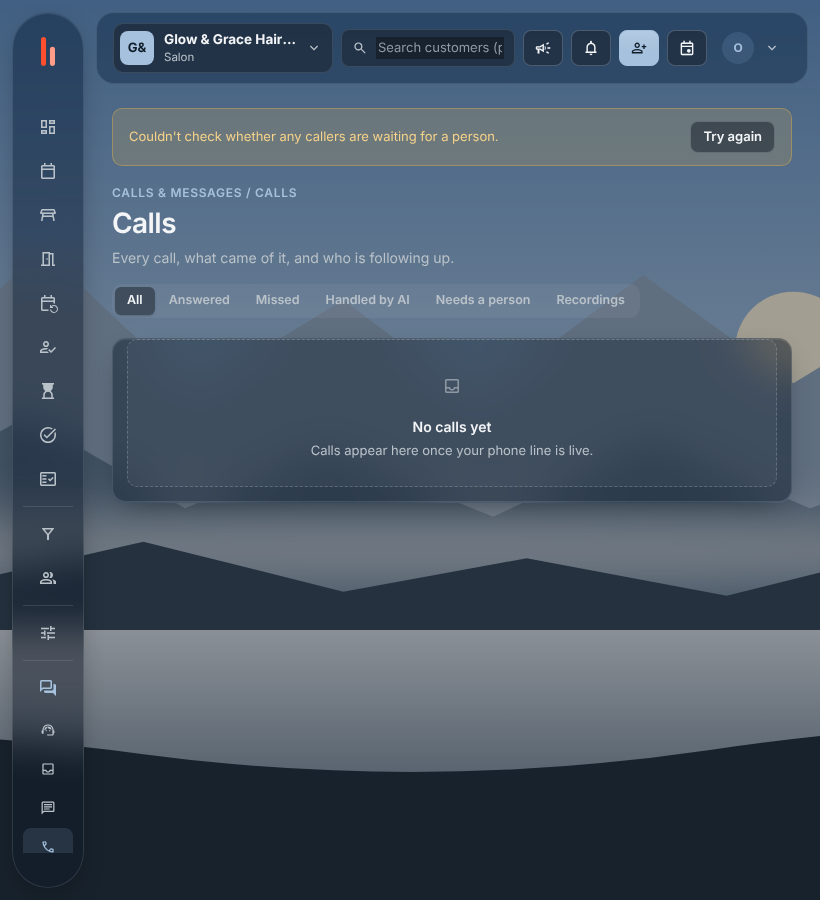 G&
Glow & Grace Hair...
Salon
Search customers (p
O
Couldn't check whether any callers are waiting for a person.
Try again
CALLS & MESSAGES / CALLS
Calls
Every call, what came of it, and who is following up.
All
Answered
Missed
Handled by AI
Needs a person
Recordings
No calls yet
Calls appear here once your phone line is live.